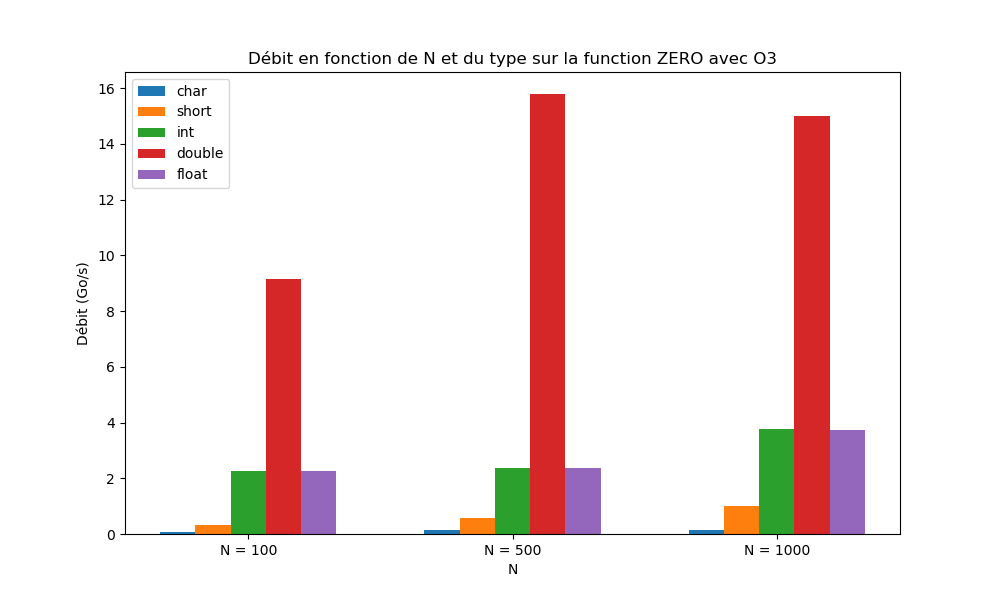 Débit en fonction de N et du type sur la function ZERO avec O3
char
short
int
double
float
16
14
12
10
8
6
4
2
0
Débit (Go/s)
N = 100
N = 500
N = 1000
N